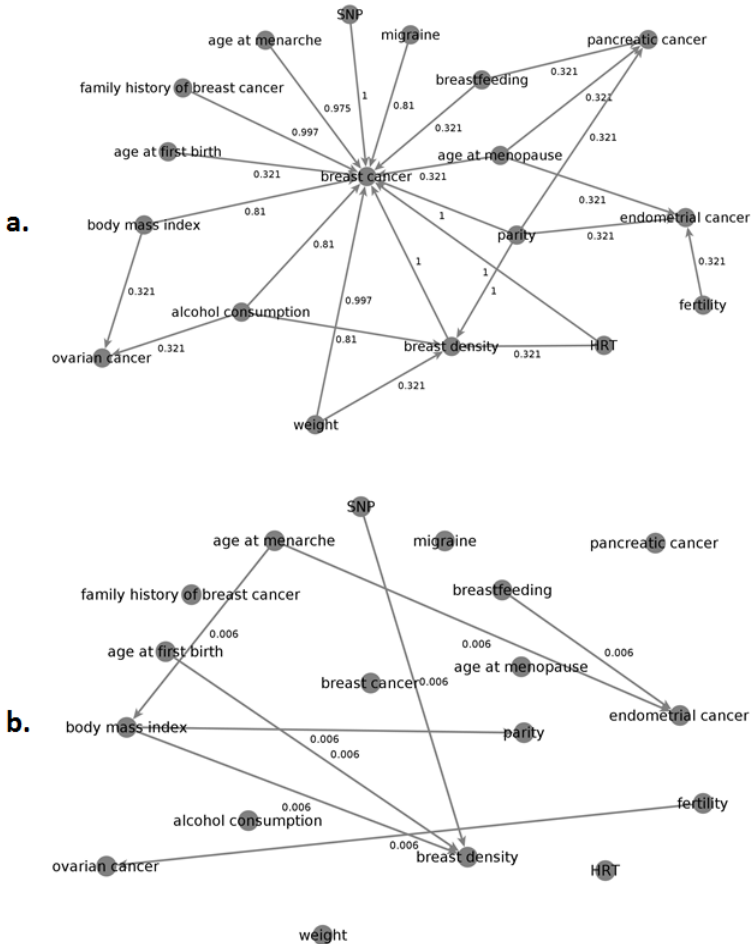 SNP
migraine
age at menarche
pancreatic cancer
breastfeeding
0.321
family history of breast cancer
1
0.975
0.81
0.321
0.321
0.997
0.321
age at first birth
age at menopause
0.321
breast cancer
0.321
0.321
0.81
1
endometrial cancer
a.
body mass index
parity
0.321
0.81
1
0.321
1
0.321
1
0.997
fertility
alcohol consumption
0.81
0.321
breast density
HRT
0.321
ovarian cancer
0.321
weight
SNP
age at menarche
migraine
pancreatic cancer
breastfeeding
family history of breast cancer
0.006
0.006
0.006
age at first birth
age at menopause
breast cancer
0.006
endometrial cancer
b.
body mass index
parity
0.006
0.006
fertility
0.006
alcohol consumption
0.006
breast density
ovarian cancer
HRT
weight